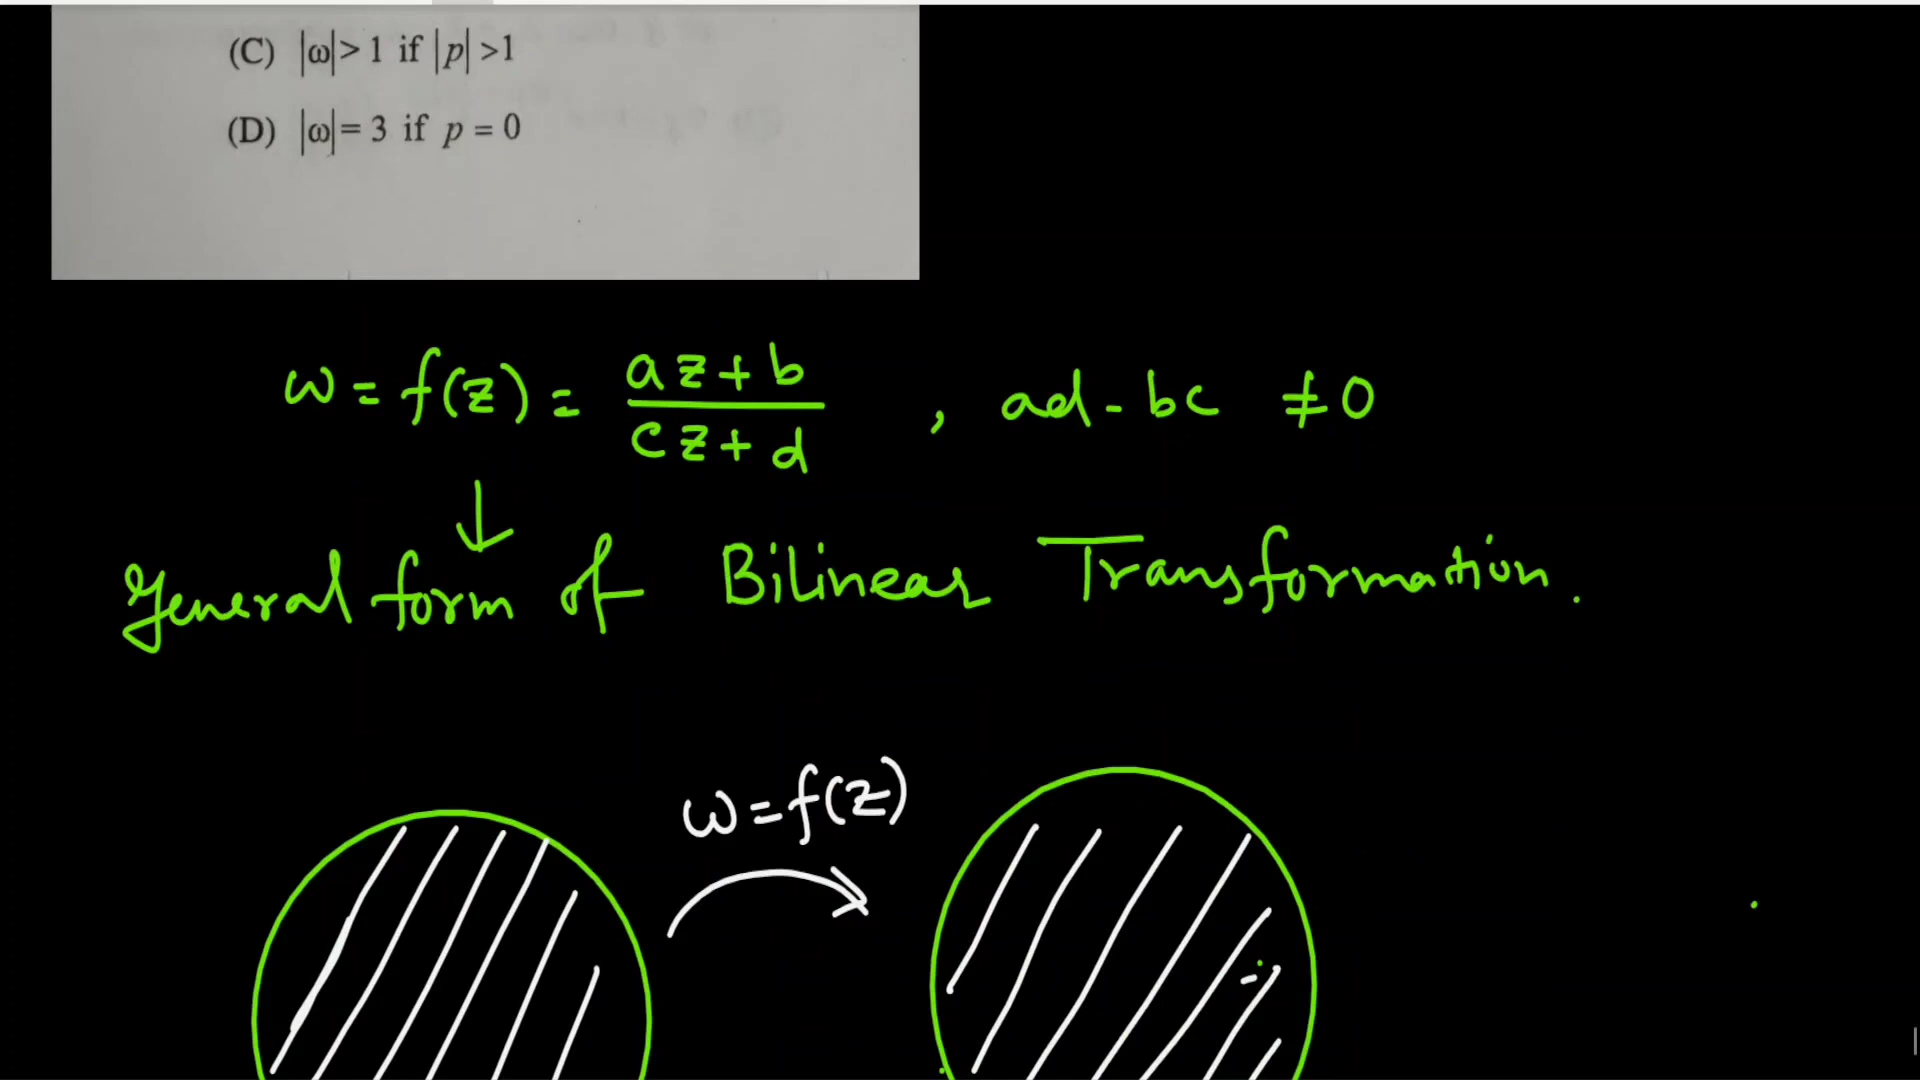 (C) |ω|> 1 if |p| >1
(D) |ω|= 3 if p = 0
ω = f(z) = az+b / cz+d , ad - bc ≠ 0
↓
General form of Bilinear Transformation.
ω=f(z)